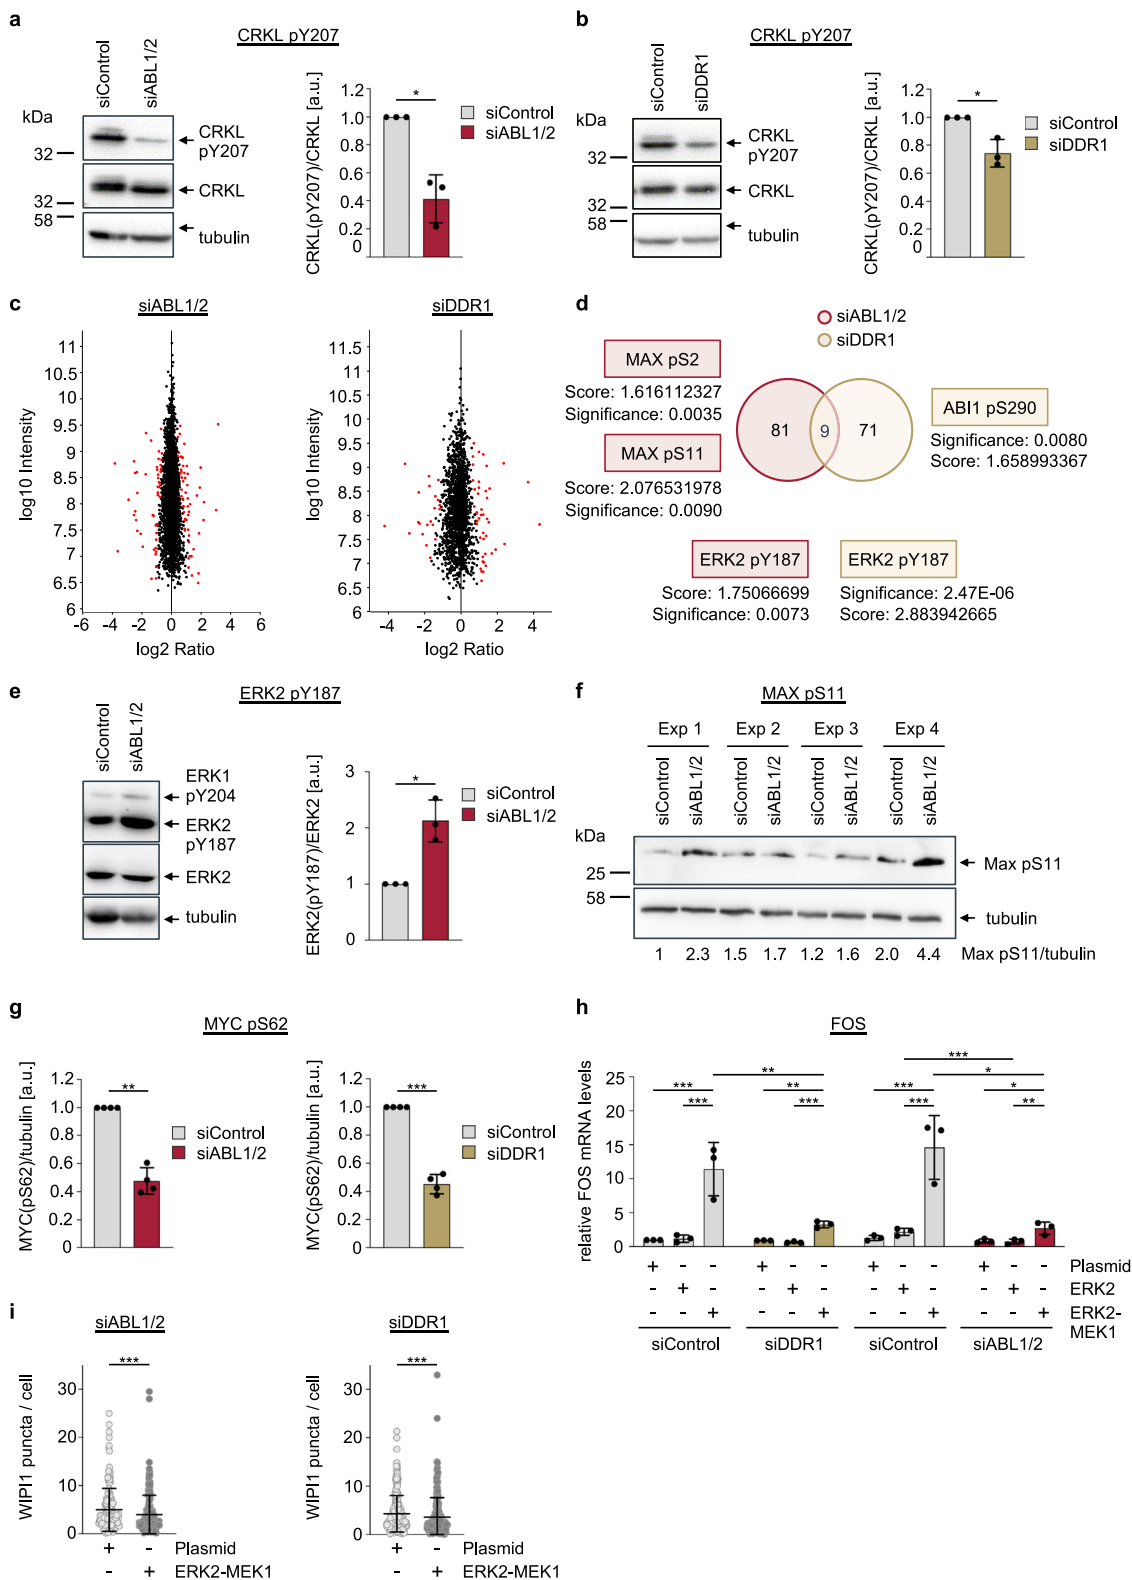 a
CRKL pY207
siControl
siABL1/2
kDa
32
32
58
CRKL
pY207
CRKL
tubulin
CRKL(pY207)/CRKL [a.u.]
1.2
1.0
0.8
0.6
0.4
0.2
0
*
siControl
siABL1/2
b
CRKL pY207
siControl
siDDR1
kDa
32
32
58
CRKL
pY207
CRKL
tubulin
CRKL(pY207)/CRKL [a.u.]
1.2
1.0
0.8
0.6
0.4
0.2
0
*
siControl
siDDR1
c
siABL1/2
log10 Intensity
11
10.5
10
9.5
9
8.5
8
7.5
7
6.5
6
-6 -4 -2 0 2 4 6
log2 Ratio
siDDR1
log10 Intensity
11.5
11
10.5
10
9.5
9
8.5
8
7.5
7
6.5
6
-4 -2 0 2 4
log2 Ratio
d
siABL1/2
siDDR1
MAX pS2
Score: 1.616112327
Significance: 0.0035
MAX pS11
Score: 2.076531978
Significance: 0.0090
81 9 71
ABI1 pS290
Significance: 0.0080
Score: 1.658993367
ERK2 pY187
Score: 1.75066699
Significance: 0.0073
ERK2 pY187
Significance: 2.47E-06
Score: 2.883942665
e
ERK2 pY187
siControl
siABL1/2
ERK1
pY204
ERK2
pY187
ERK2
tubulin
ERK2(pY187)/ERK2 [a.u.]
3
2
1
0
*
siControl
siABL1/2
f
MAX pS11
Exp 1 Exp 2 Exp 3 Exp 4
siControl siABL1/2 siControl siABL1/2 siControl siABL1/2 siControl siABL1/2
kDa
25
58
Max pS11
tubulin
1 2.3 1.5 1.7 1.2 1.6 2.0 4.4 Max pS11/tubulin
g
MYC pS62
MYC(pS62)/tubulin [a.u.]
1.2
1.0
0.8
0.6
0.4
0.2
0
**
siControl
siABL1/2
MYC(pS62)/tubulin [a.u.]
1.2
1.0
0.8
0.6
0.4
0.2
0
***
siControl
siDDR1
h
FOS
relative FOS mRNA levels
25
20
15
10
5
0
***
** *
*** ** *** *
*** *** *** **
+ - - + - - + - - + - - Plasmid
- + - - + - - + - - + - ERK2
- - + - - + - - + - - + ERK2-
MEK1
siControl siDDR1 siControl siABL1/2
i
siABL1/2
WIPI1 puncta / cell
30
20
10
0
***
siDDR1
WIPI1 puncta / cell
30
20
10
0
***
+ - Plasmid + - Plasmid
- + ERK2-MEK1 - + ERK2-MEK1